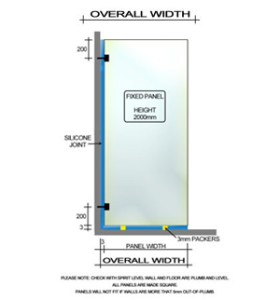 OVERALL WIDTH
200
FIXED PANEL
HEIGHT
2000mm
SILICONE
JOINT
200
3
3mm PACKERS
3
PANEL WIDTH
OVERALL WIDTH
PLEASE NOTE: CHECK WITH SPIRIT LEVEL WALL AND FLOOR ARE PLUMB AND LEVEL.
ALL PANELS ARE MADE SQUARE.
PANELS WILL NOT FIT IF WALLS ARE MORE THAN 5mm OUT-OF-PLUMB.